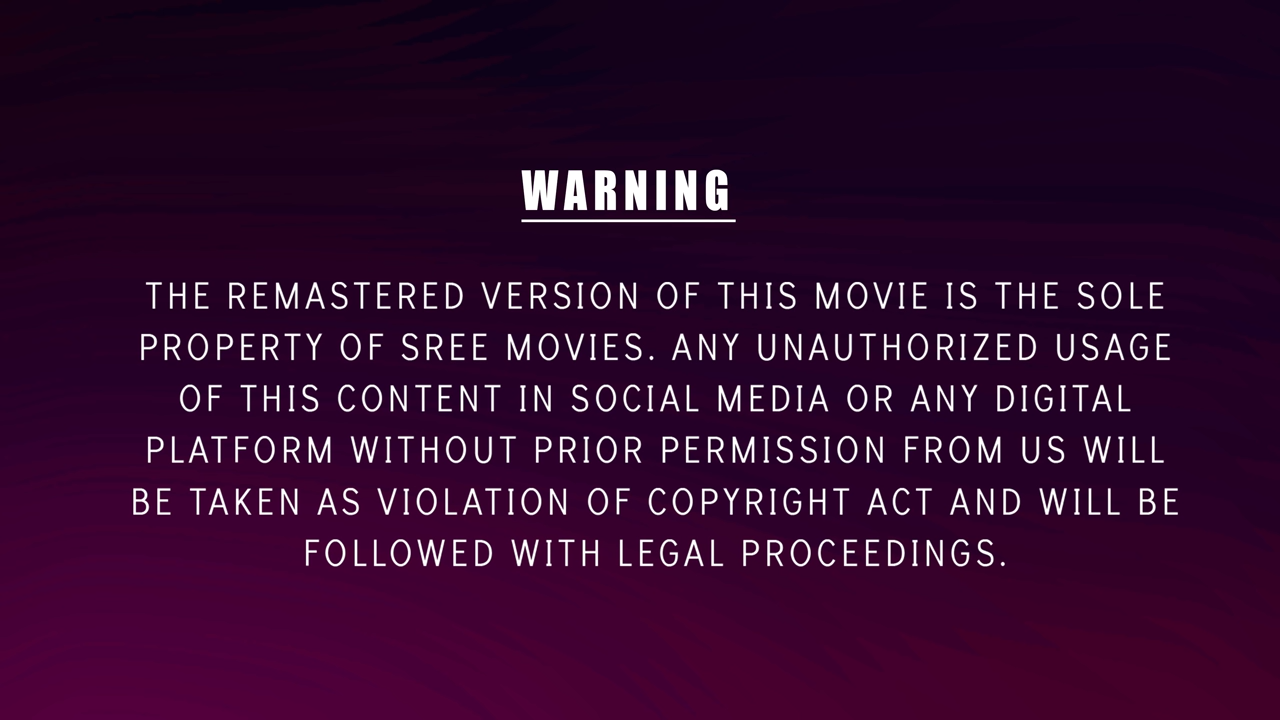 WARNING
THE REMASTERED VERSION OF THIS MOVIE IS THE SOLE
PROPERTY OF SREE MOVIES. ANY UNAUTHORIZED USAGE
OF THIS CONTENT IN SOCIAL MEDIA OR ANY DIGITAL
PLATFORM WITHOUT PRIOR PERMISSION FROM US WILL
BE TAKEN AS VIOLATION OF COPYRIGHT ACT AND WILL BE
FOLLOWED WITH LEGAL PROCEEDINGS.